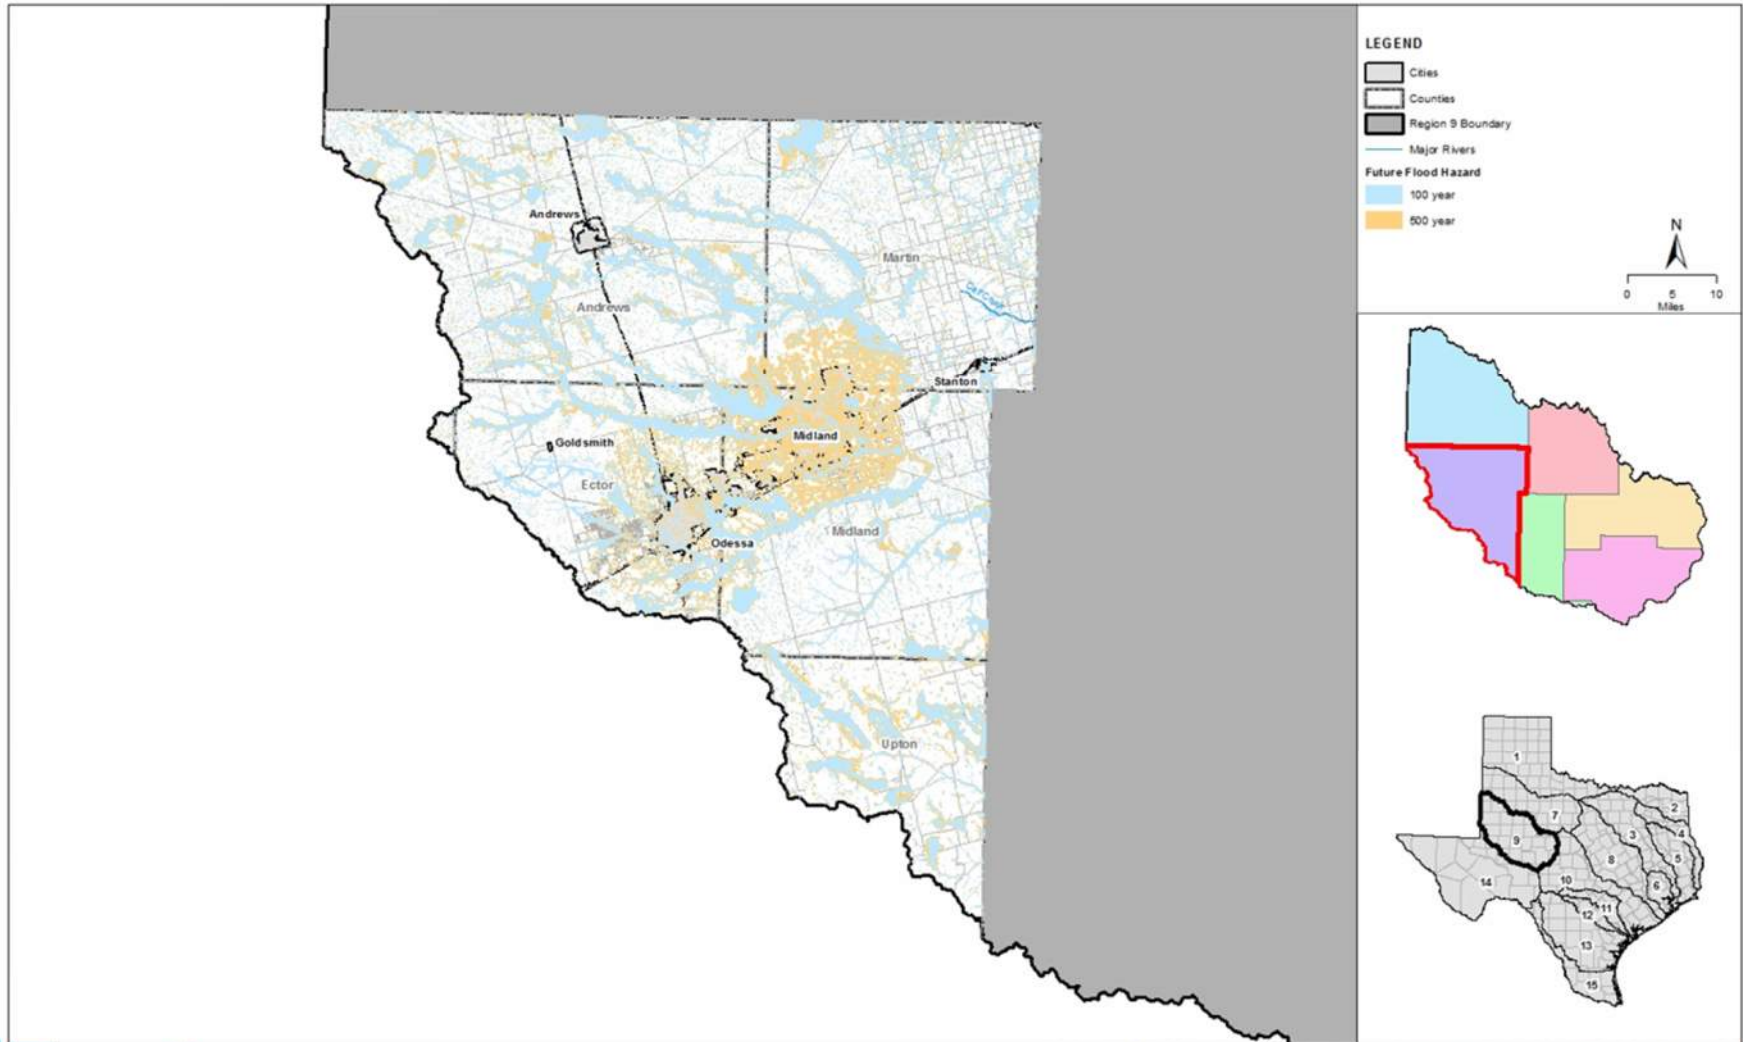 LEGEND
Cities
Counties
Region 9 Boundary
Major Rivers
Future Flood Hazard
100 year
500 year
N
0 5 10
Miles
Andrews
Martin
Andrews
Stanton
Midland
Goldsmith
Ector
Midland
Odessa
Upton
1
2
7
3
4
9
8
5
14
10
6
11
12
13
15